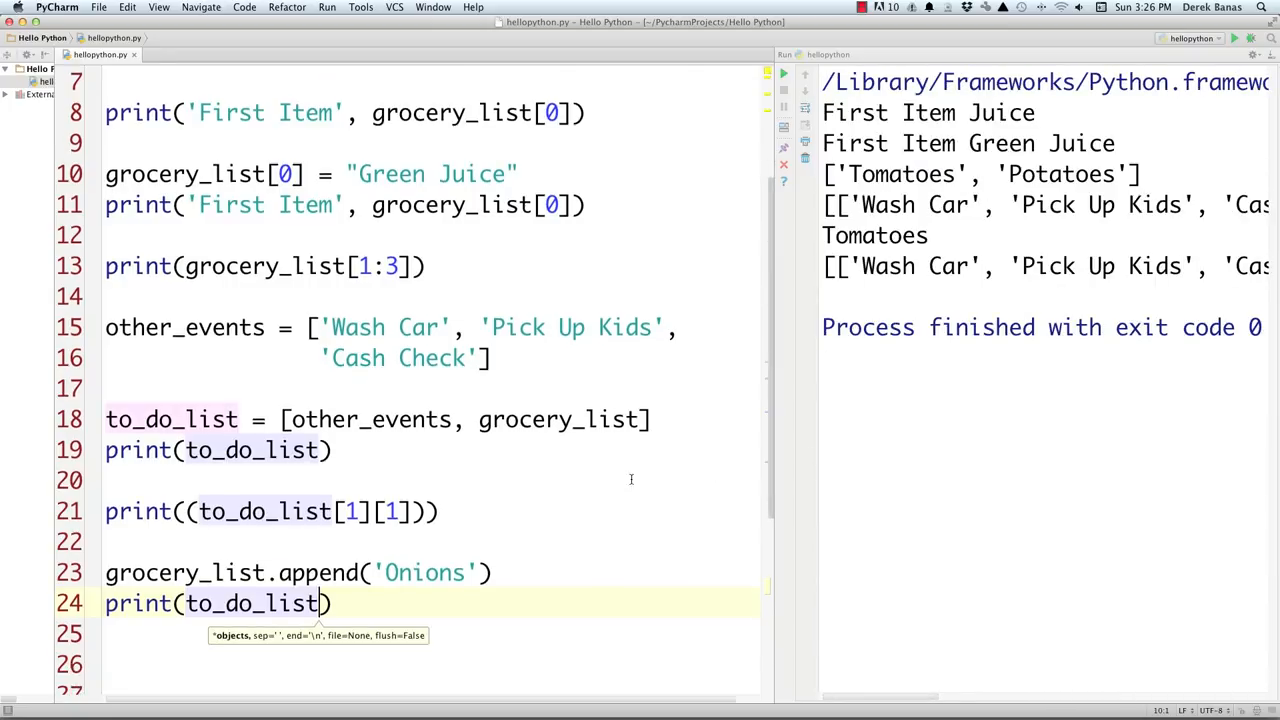 PyCharm File Edit View Navigate Code Refactor Run Tools VCS Window Help
10 Sun 3:26 PM Derek Banas
hellopython.py - Hello Python - [~/PycharmProjects/Hello Python]
Hello Python hellopython.py
hellopython
hellopython.py
Run hellopython
Hello P
hell
Externa
7
8 print('First Item', grocery_list[0])
9
10 grocery_list[0] = "Green Juice"
11 print('First Item', grocery_list[0])
12
13 print(grocery_list[1:3])
14
15 other_events = ['Wash Car', 'Pick Up Kids',
16 'Cash Check']
17
18 to_do_list = [other_events, grocery_list]
19 print(to_do_list)
20
21 print((to_do_list[1][1]))
22
23 grocery_list.append('Onions')
24 print(to_do_list)
*objects, sep=' ', end='\n', file=None, flush=False
25
26
27
/Library/Frameworks/Python.framewo
First Item Juice
First Item Green Juice
['Tomatoes', 'Potatoes']
[['Wash Car', 'Pick Up Kids', 'Cas
Tomatoes
[['Wash Car', 'Pick Up Kids', 'Cas
Process finished with exit code 0
10:1 LF UTF-8